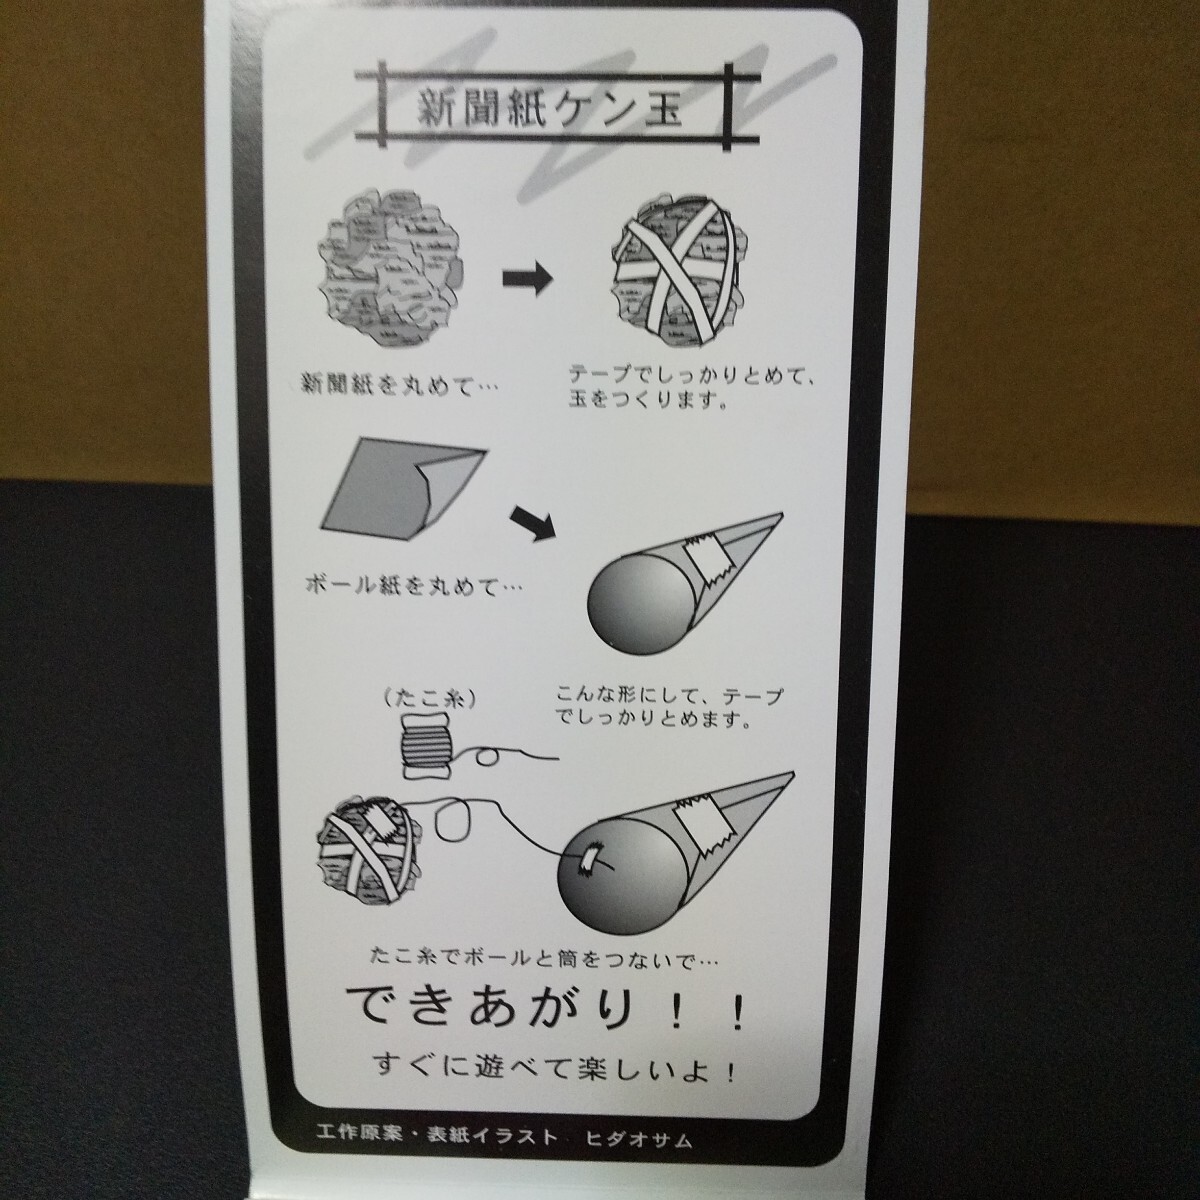 新聞紙ケン玉
新聞紙を丸めて…
テープでしっかりとめて、
玉をつくります。
ボール紙を丸めて…
こんな形にして、テープ
でしっかりとめます。
(たこ糸)
たこ糸でボールと筒をつないで…
できあがり！！
すぐに遊べて楽しいよ！
工作原案・表紙イラスト　ヒダオサム